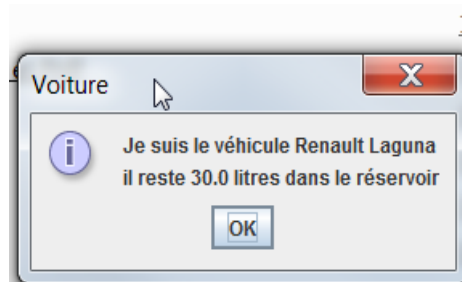 Voiture
Je suis le véhicule Renault Laguna
il reste 30.0 litres dans le réservoir
OK